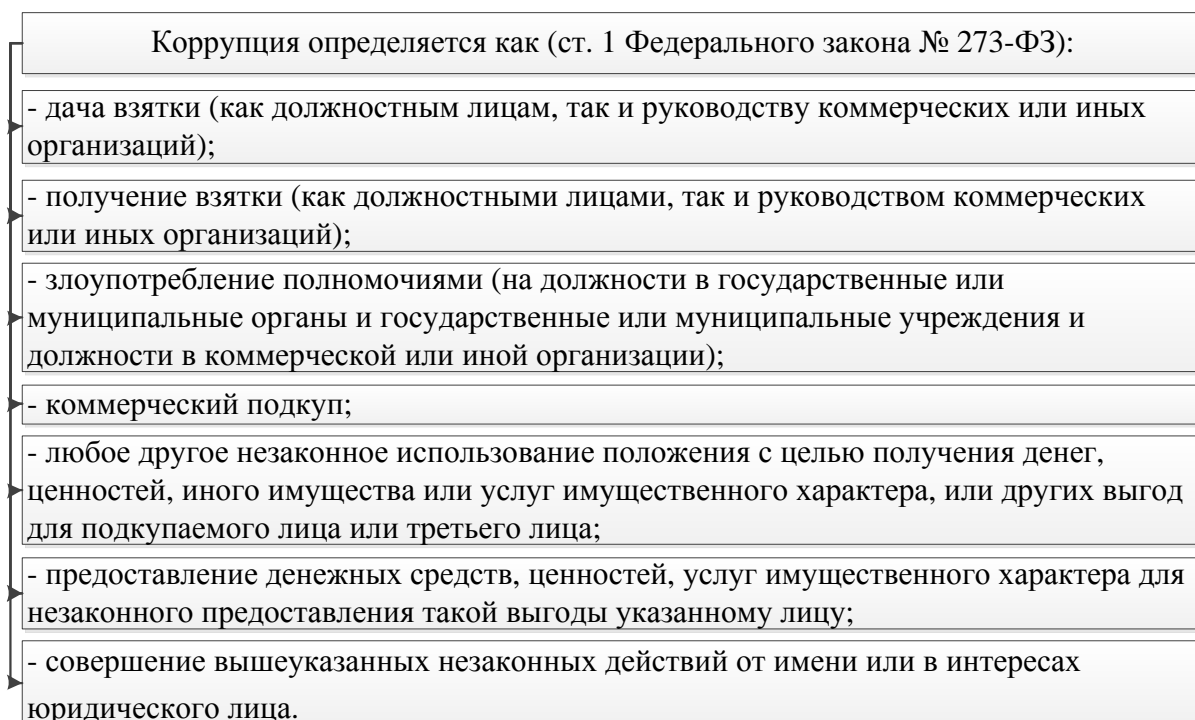 Коррупция определяется как (ст. 1 Федерального закона № 273-ФЗ):
- дача взятки (как должностным лицам, так и руководству коммерческих или иных
организаций);
- получение взятки (как должностными лицами, так и руководством коммерческих
или иных организаций);
- злоупотребление полномочиями (на должности в государственные или
муниципальные органы и государственные или муниципальные учреждения и
должности в коммерческой или иной организации);
- коммерческий подкуп;
- любое другое незаконное использование положения с целью получения денег,
ценностей, иного имущества или услуг имущественного характера, или других выгод
для подкупаемого лица или третьего лица;
- предоставление денежных средств, ценностей, услуг имущественного характера для
незаконного предоставления такой выгоды указанному лицу;
- совершение вышеуказанных незаконных действий от имени или в интересах
юридического лица.